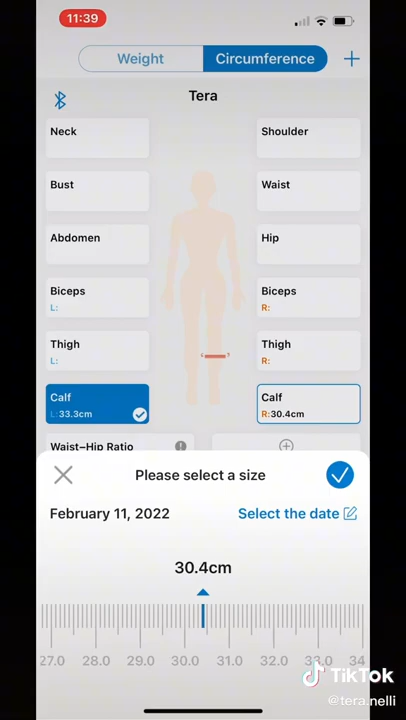 11:39
Weight
Circumference
Tera
Neck
Shoulder
Bust
Waist
Abdomen
Hip
Biceps
L:
Biceps
R:
Thigh
L:
Thigh
R:
Calf
L:33.3cm
Calf
R:30.4cm
Waist–Hip Ratio
Please select a size
February 11, 2022
Select the date
30.4cm
27.0 28.0 29.0 30.0 31.0 32.0 33.0 34.
TikTok
@tera.nelli